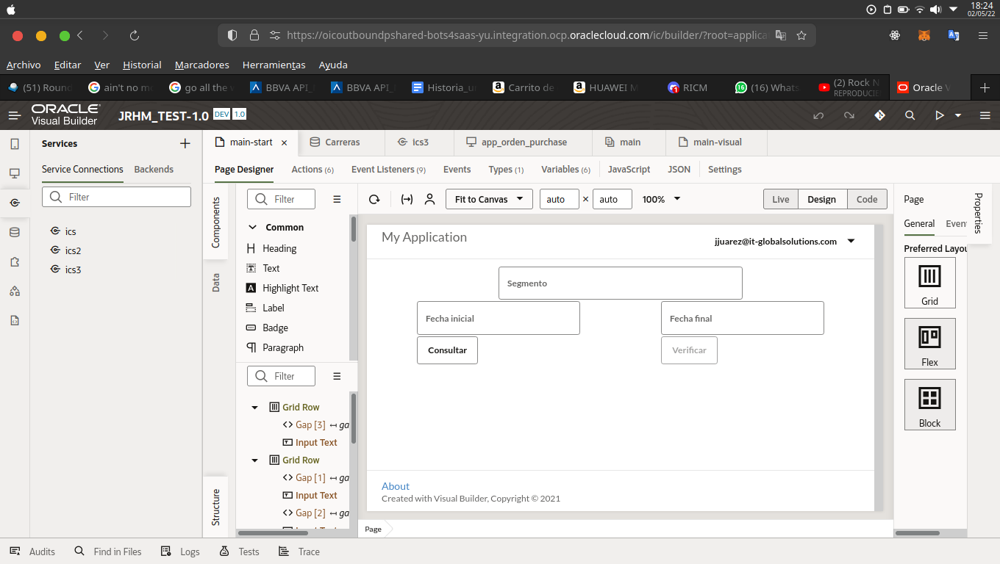 18:24
02/05/22
https://oicoutboundpshared-bots4saas-yu.integration.ocp.oraclecloud.com/ic/builder/?root=applica
Archivo Editar Ver Historial Marcadores Herramientas Ayuda
(51) Round ain't no m go all the BBVA API_ BBVA API_ Historia_u Carrito de HUAWEI M RICM (16) Whats (2) Rock N Oracle V
REPRODUCIE
ORACLE
Visual Builder
JRHM_TEST-1.0 DEV 1.0
Services
main-start Carreras ics3 app_orden_purchase main main-visual
Service Connections Backends
Page Designer Actions (6) Event Listeners (9) Events Types (1) Variables (6) JavaScript JSON Settings
Filter
ics
ics2
ics3
Components
Data
Structure
Filter
Common
Heading
Text
Highlight Text
Label
Badge
Paragraph
Filter
Grid Row
Gap [3] ga
Input Text
Grid Row
Gap [1] ga
Input Text
Gap [2] ga
Input Text
Fit to Canvas auto × auto 100% Live Design Code
My Application
jjuarez@it-globalsolutions.com
Segmento
Fecha inicial Fecha final
Consultar Verificar
About
Created with Visual Builder, Copyright © 2021
Page
Page
Properties
General Even
Preferred Layou
Grid
Flex
Block
Audits Find in Files Logs Tests Trace